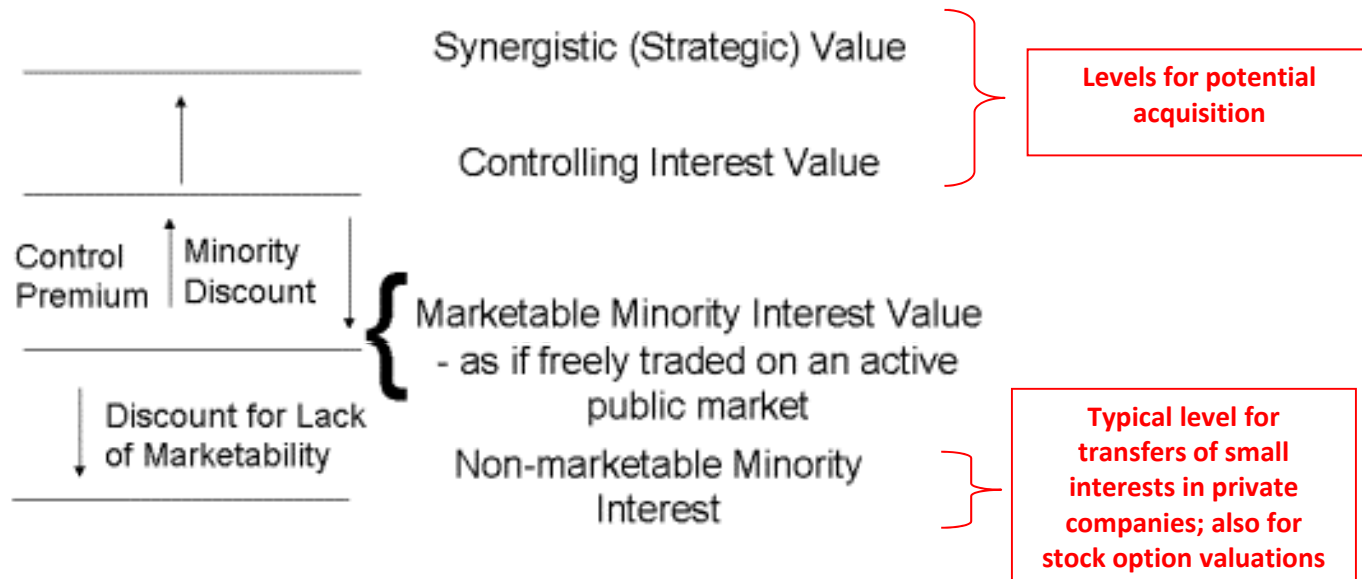 Synergistic (Strategic) Value
Levels for potential
acquisition
Controlling Interest Value
Control
Premium
Minority
Discount
Marketable Minority Interest Value
- as if freely traded on an active
public market
Discount for Lack
of Marketability
Non-marketable Minority
Interest
Typical level for
transfers of small
interests in private
companies; also for
stock option valuations